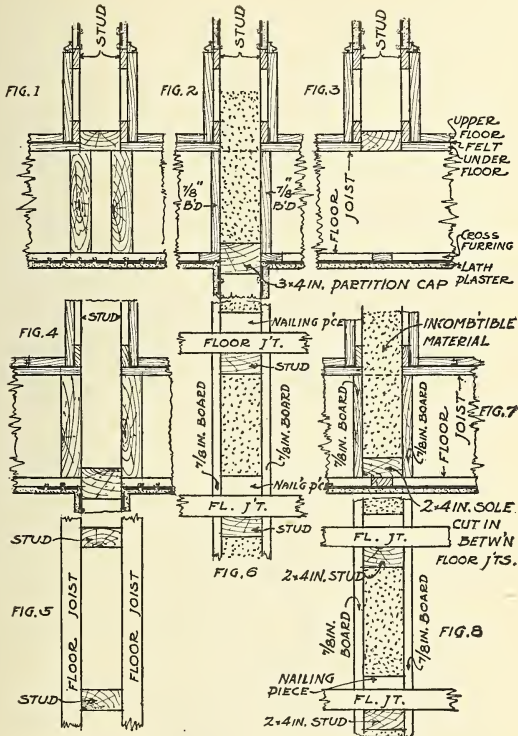 STUD
STUD
STUD
FIG. 1
FIG. 2
FIG. 3
UPPER
FLOOR
FELT
UNDER
FLOOR
7/8"
B'D
7/8"
B'D
FLOOR
JOIST
CROSS
FURRING
LATH
PLASTER
3×4 IN. PARTITION CAP
FIG. 4
STUD
NAILING P'CE
FLOOR J'T.
STUD
INCOMB'TIBLE
MATERIAL
7/8 IN. BOARD
7/8 IN. BOARD
7/8 IN. BOARD
7/8 IN. BOARD
FLOOR
JOIST
FIG. 7
NAIL'G P'CE
FL. J'T.
STUD
FIG. 6
2×4 IN. SOLE
CUT IN
BETW'N
FLOOR J'TS.
FL. JT.
2×4 IN. STUD
STUD
FIG. 5
FLOOR JOIST
FLOOR JOIST
STUD
7/8 IN. BOARD
7/8 IN. BOARD
FIG. 8
NAILING
PIECE
FL. JT.
2×4 IN. STUD